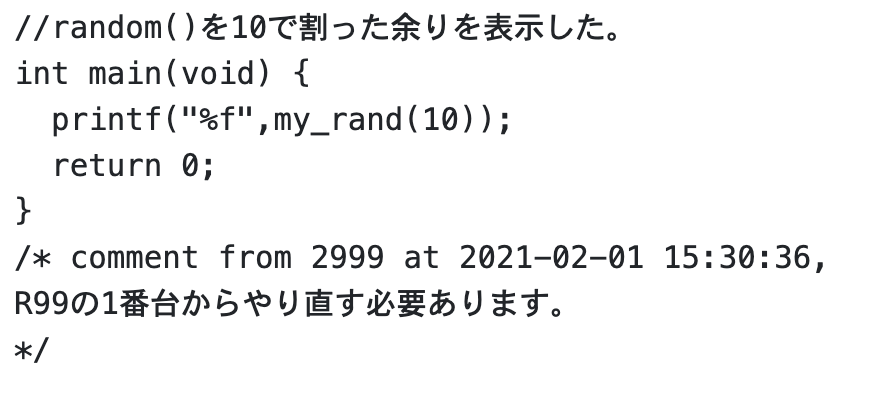 //random()を10で割った余りを表示した。
int main(void) {
  printf("%f",my_rand(10));
  return 0;
}
/* comment from 2999 at 2021-02-01 15:30:36,
R99の1番台からやり直す必要あります。
*/